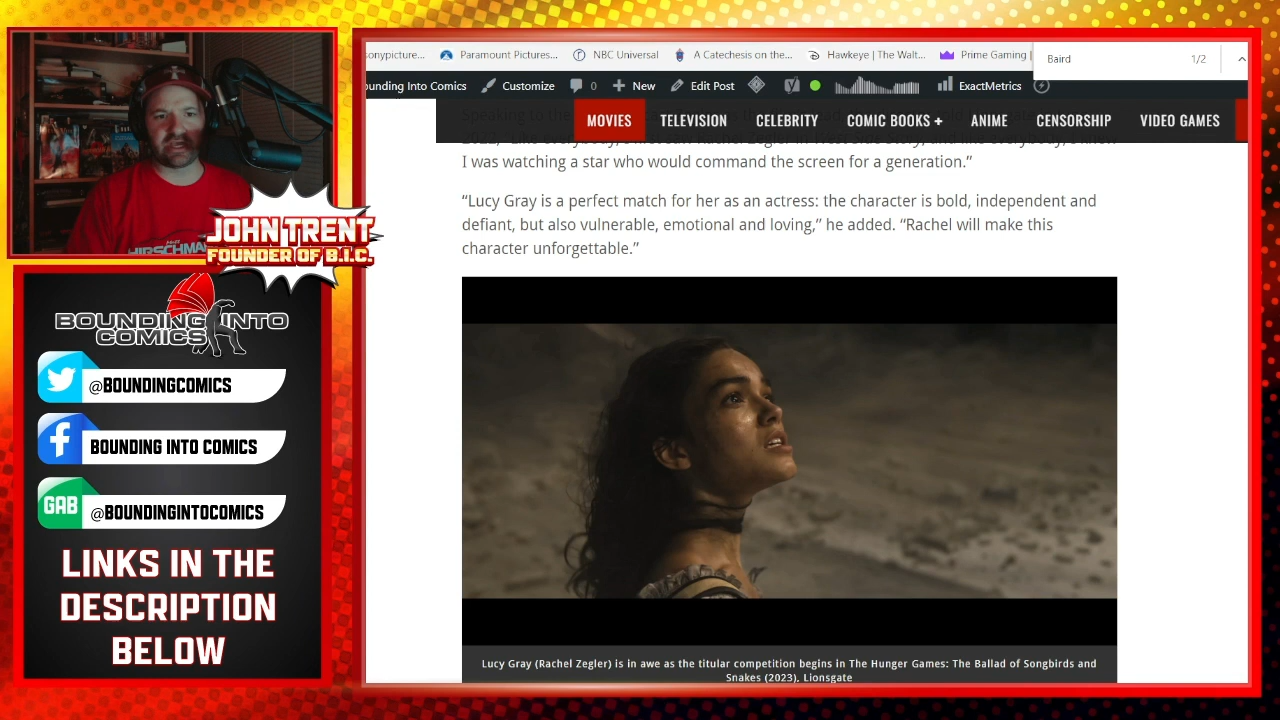 sonypicture...
Paramount Pictures...
NBC Universal
A Catechesis on the...
Hawkeye | The Walt...
Prime Gaming
Baird
1/2
ounding Into Comics
Customize
0
New
Edit Post
ExactMetrics
MOVIES
TELEVISION
CELEBRITY
COMIC BOOKS +
ANIME
CENSORSHIP
VIDEO GAMES
I was watching a star who would command the screen for a generation.”
“Lucy Gray is a perfect match for her as an actress: the character is bold, independent and
defiant, but also vulnerable, emotional and loving,” he added. “Rachel will make this
character unforgettable.”
Lucy Gray (Rachel Zegler) is in awe as the titular competition begins in The Hunger Games: The Ballad of Songbirds and
Snakes (2023), Lionsgate
HIRSCHMA
JOHN TRENT
FOUNDER OF B.I.C.
BOUNDING INTO
COMICS
@BOUNDINGCOMICS
BOUNDING INTO COMICS
GAB
@BOUNDINGINTOCOMICS
LINKS IN THE
DESCRIPTION
BELOW